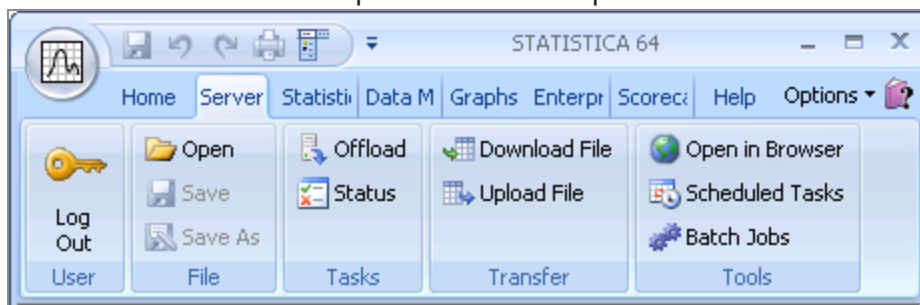 STATISTICA 64
Home Server Statisti Data M Graphs Enterpr Scoreca Help Options
Open Offload Download File Open in Browser
Save Status Upload File Scheduled Tasks
Log Out Save As Batch Jobs
User File Tasks Transfer Tools